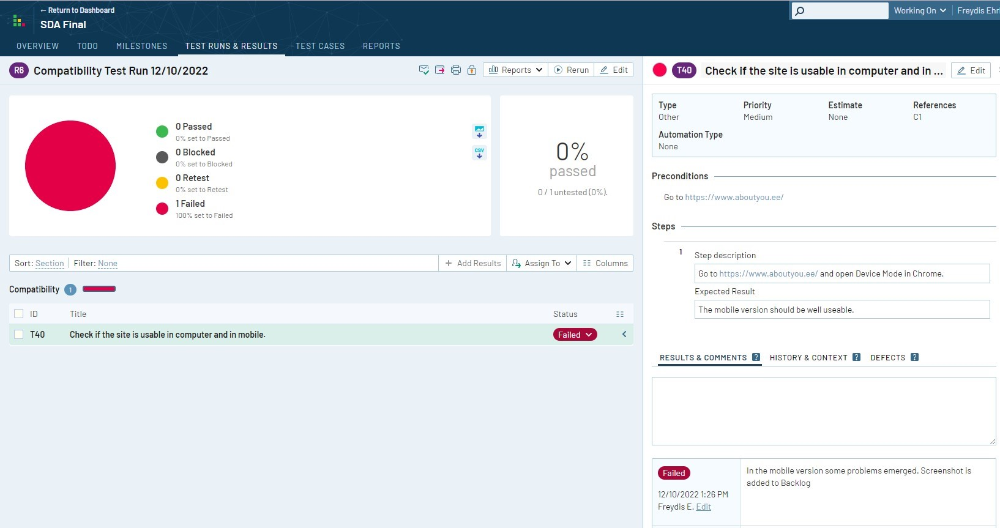 ← Return to Dashboard
SDA Final
Working On
Freydis Ehr
OVERVIEW TODO MILESTONES TEST RUNS & RESULTS TEST CASES REPORTS
R6 Compatibility Test Run 12/10/2022
Reports Rerun Edit
0 Passed
0% set to Passed
0 Blocked
0% set to Blocked
0 Retest
0% set to Retest
1 Failed
100% set to Failed
CSV
0%
passed
0 / 1 untested (0%).
Sort: Section Filter: None
+ Add Results Assign To Columns
Compatibility 1
ID Title Status
T40 Check if the site is usable in computer and in mobile. Failed
T40 Check if the site is usable in computer and in ... Edit
Type Priority Estimate References
Other Medium None C1
Automation Type
None
Preconditions
Go to https://www.aboutyou.ee/
Steps
1
Step description
Go to https://www.aboutyou.ee/ and open Device Mode in Chrome.
Expected Result
The mobile version should be well useable.
RESULTS & COMMENTS ? HISTORY & CONTEXT ? DEFECTS ?
Failed
12/10/2022 1:26 PM
Freydis E. Edit
In the mobile version some problems emerged. Screenshot is
added to Backlog